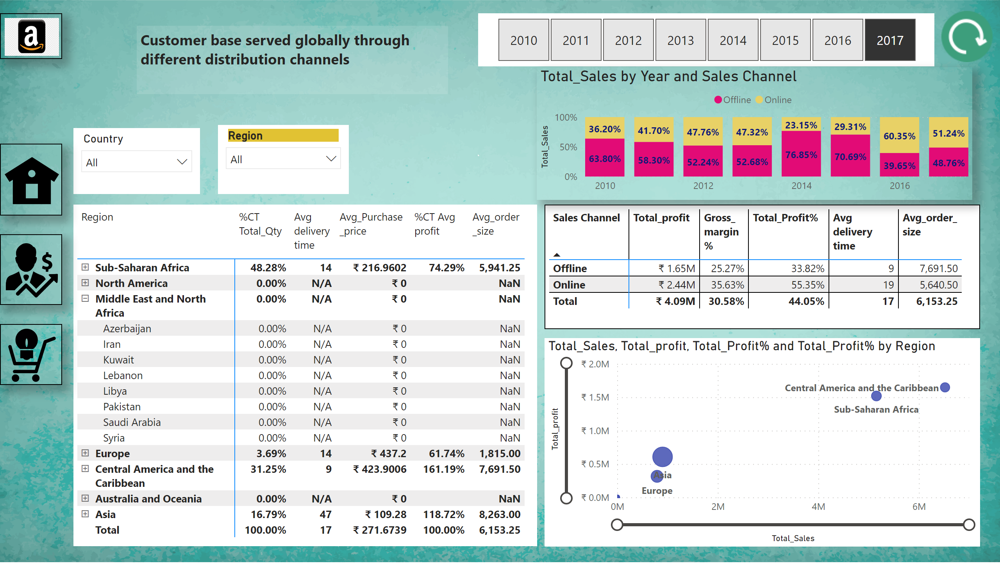 a
Customer base served globally through
different distribution channels
2010 2011 2012 2013 2014 2015 2016 2017
Total_Sales by Year and Sales Channel
Offline Online
Total_Sales
100%
50%
0%
36.20% 41.70% 47.76% 47.32% 23.15% 29.31% 60.35% 51.24%
63.80% 58.30% 52.24% 52.68% 76.85% 70.69% 39.65% 48.76%
2010 2012 2014 2016
Country
All
Region
All
Region %CT Total_Qty Avg delivery time Avg_Purchase_price %CT Avg profit Avg_order_size
Sub-Saharan Africa 48.28% 14 ₹ 216.9602 74.29% 5,941.25
North America 0.00% N/A ₹ 0 NaN
Middle East and North Africa 0.00% N/A ₹ 0 NaN
Azerbaijan 0.00% N/A ₹ 0 NaN
Iran 0.00% N/A ₹ 0 NaN
Kuwait 0.00% N/A ₹ 0 NaN
Lebanon 0.00% N/A ₹ 0 NaN
Libya 0.00% N/A ₹ 0 NaN
Pakistan 0.00% N/A ₹ 0 NaN
Saudi Arabia 0.00% N/A ₹ 0 NaN
Syria 0.00% N/A ₹ 0 NaN
Europe 3.69% 14 ₹ 437.2 61.74% 1,815.00
Central America and the Caribbean 31.25% 9 ₹ 423.9006 161.19% 7,691.50
Australia and Oceania 0.00% N/A ₹ 0 NaN
Asia 16.79% 47 ₹ 109.28 118.72% 8,263.00
Total 100.00% 17 ₹ 271.6739 100.00% 6,153.25
Sales Channel Total_profit Gross_margin % Total_Profit% Avg delivery time Avg_order_size
Offline ₹ 1.65M 25.27% 33.82% 9 7,691.50
Online ₹ 2.44M 35.63% 55.35% 19 5,640.50
Total ₹ 4.09M 30.58% 44.05% 17 6,153.25
Total_Sales, Total_profit, Total_Profit% and Total_Profit% by Region
Total_profit
₹ 2.0M
₹ 1.5M
₹ 1.0M
₹ 0.5M
₹ 0.0M
Central America and the Caribbean
Sub-Saharan Africa
Asia
Europe
0M 2M 4M 6M
Total_Sales
$